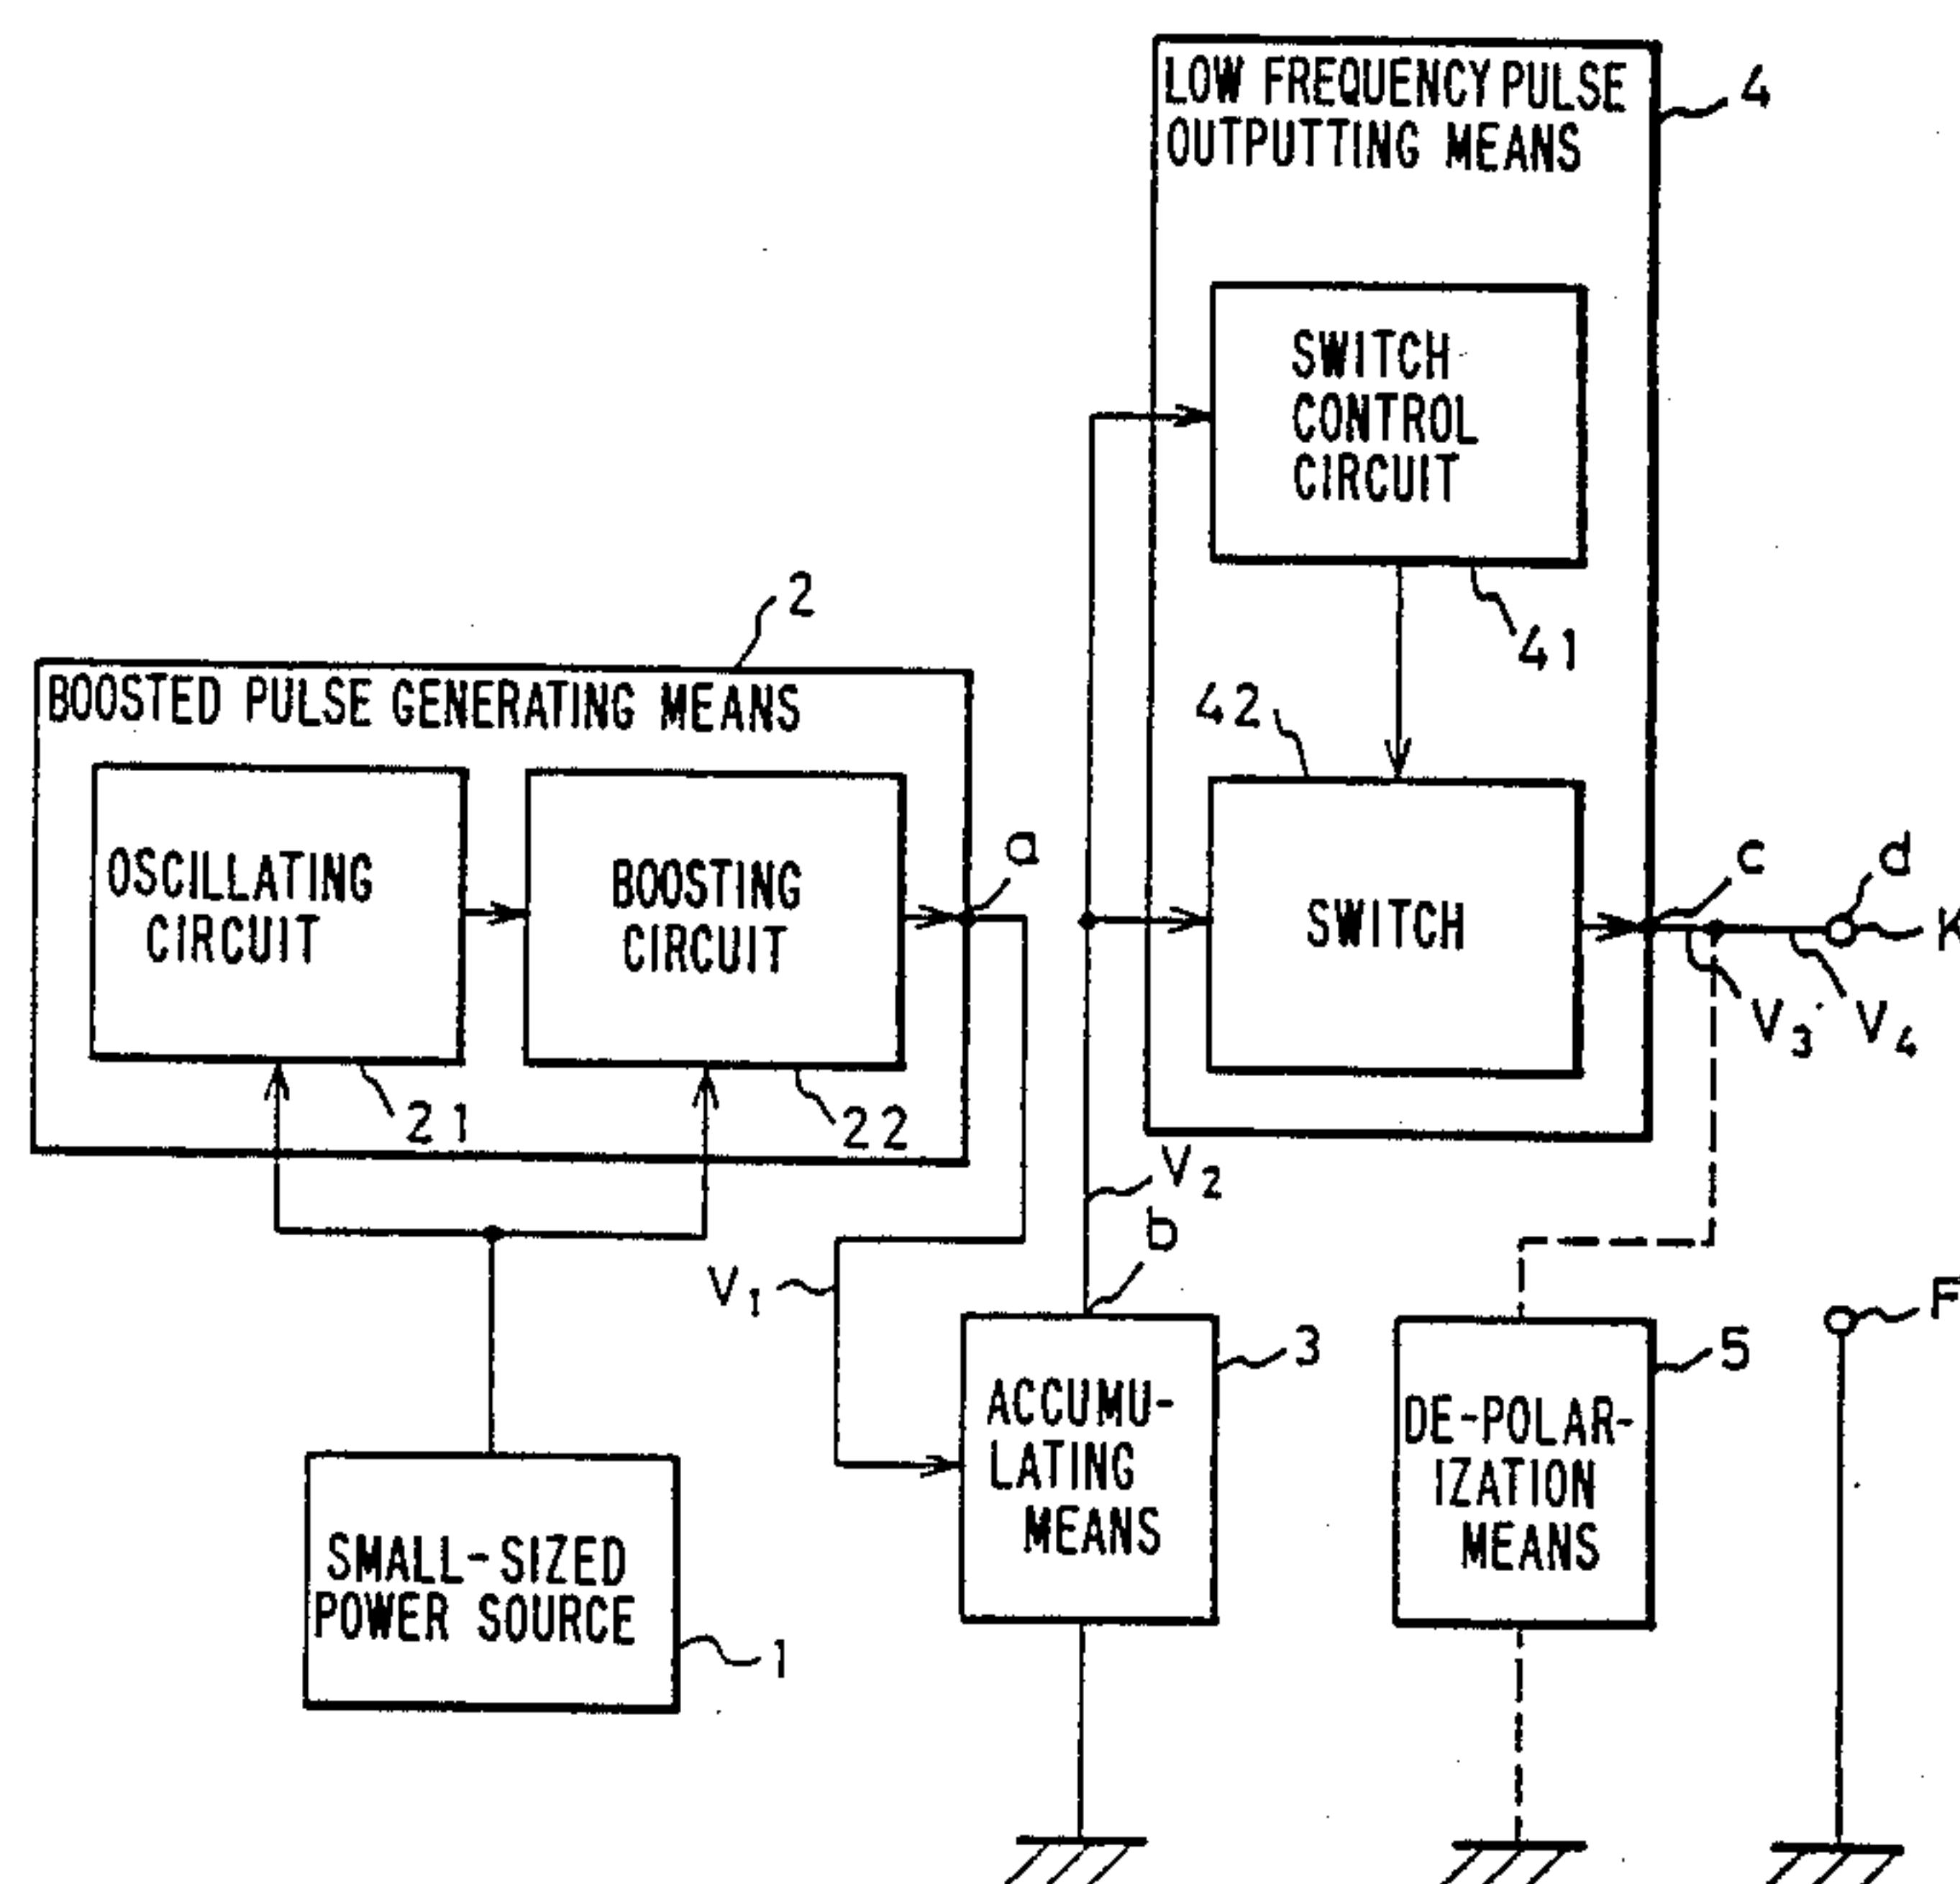 LOW FREQUENCY PULSE
OUTPUTTING MEANS
4
SWITCH
CONTROL
CIRCUIT
41
2
BOOSTED PULSE GENERATING MEANS
42
OSCILLATING
CIRCUIT
BOOSTING
CIRCUIT
a
SWITCH
c
d
K
V3
V4
21
22
V2
b
V1
F
3
5
ACCUMU-
LATING
MEANS
DE-POLAR-
IZATION
MEANS
SMALL-SIZED
POWER SOURCE
1